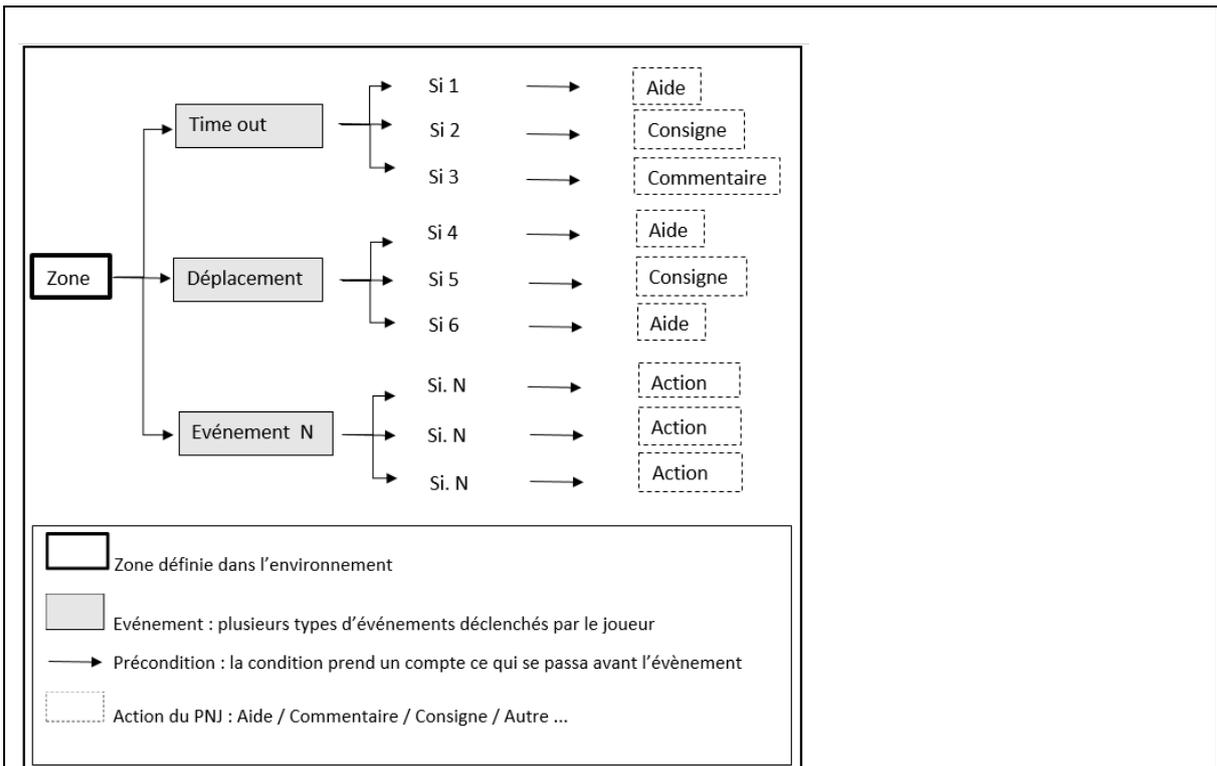 Si 1 Aide
Time out
Si 2 Consigne
Si 3 Commentaire
Si 4 Aide
Zone
Déplacement
Si 5 Consigne
Si 6 Aide
Si. N Action
Evénement N
Si. N Action
Si. N Action
Zone définie dans l'environnement
Evénement : plusieurs types d'événements déclenchés par le joueur
Précondition : la condition prend un compte ce qui se passa avant l'évènement
Action du PNJ : Aide / Commentaire / Consigne / Autre ...